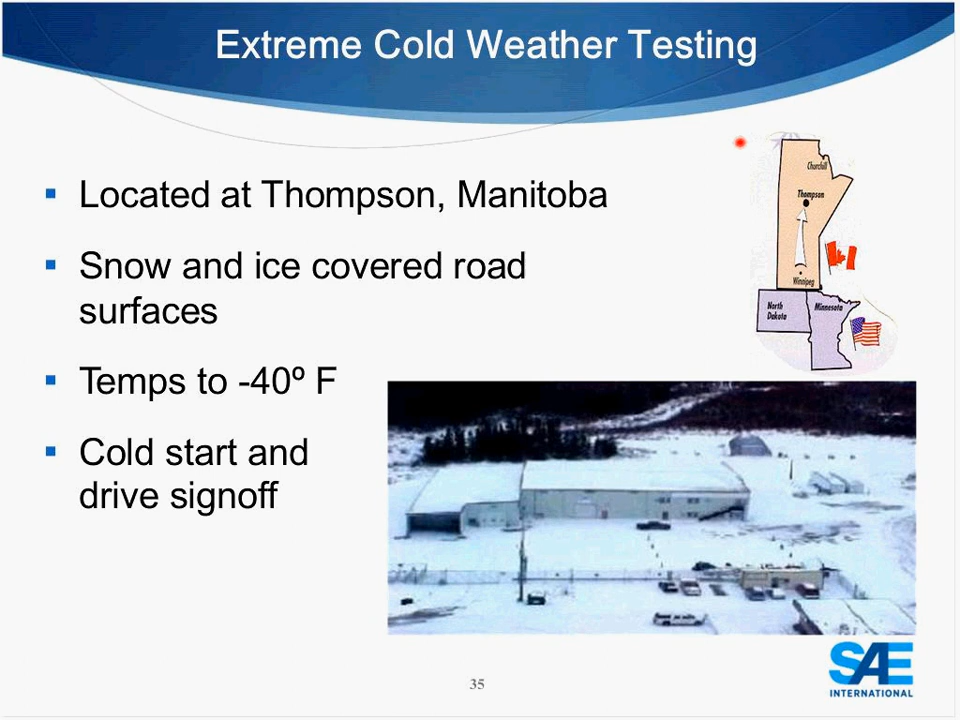 Extreme Cold Weather Testing
▪ Located at Thompson, Manitoba
▪ Snow and ice covered road
surfaces
▪ Temps to -40º F
▪ Cold start and
drive signoff
Churchill
Thompson
Winnipeg
North
Dakota
Minnesota
35
SAE
INTERNATIONAL